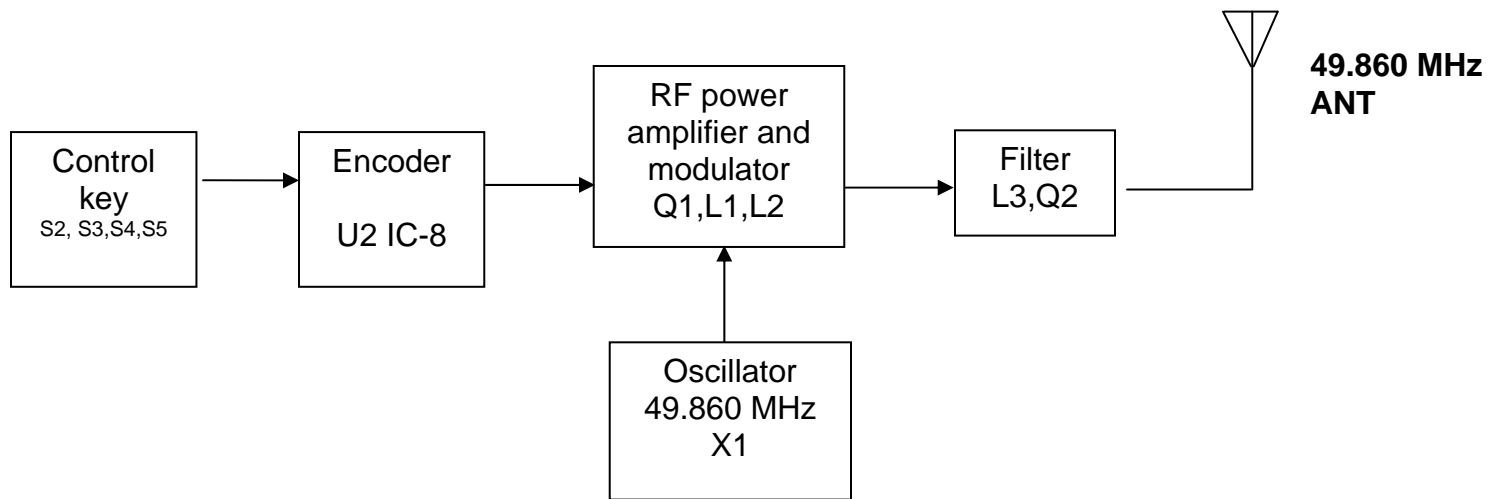 Control
key
S2, S3,S4,S5
Encoder
U2 IC-8
RF power
amplifier and
modulator
Q1,L1,L2
Filter
L3,Q2
49.860 MHz
ANT
Oscillator
49.860 MHz
X1